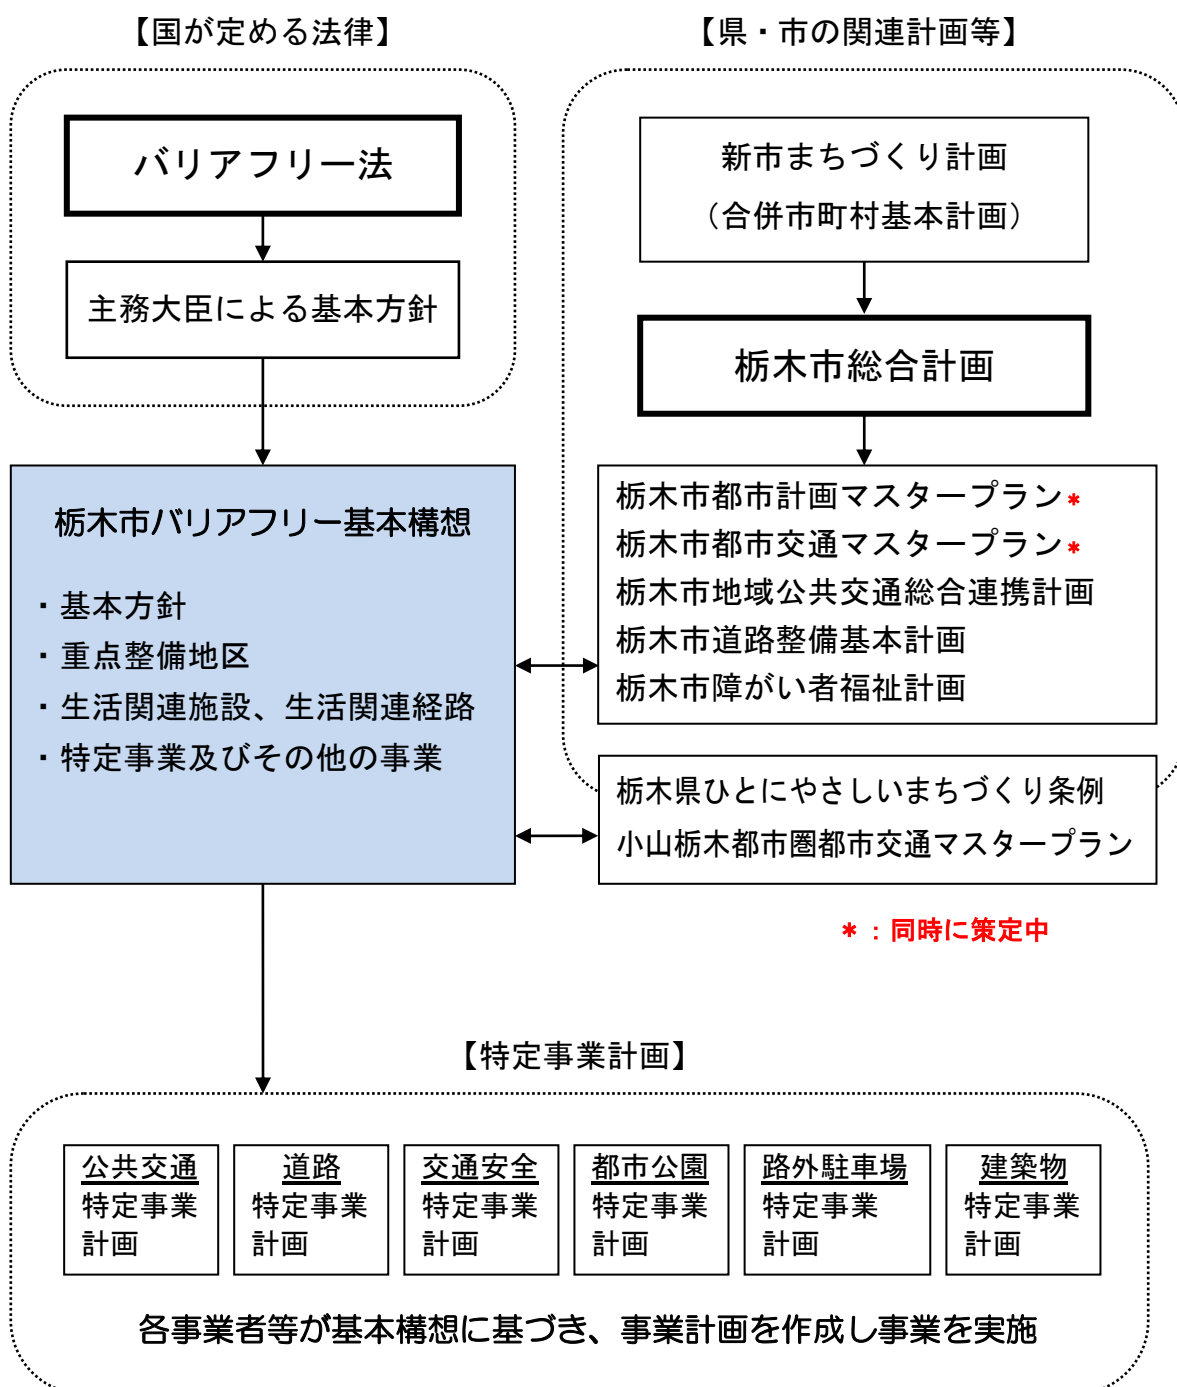 【国が定める法律】
バリアフリー法
主務大臣による基本方針
【県・市の関連計画等】
新市まちづくり計画
（合併市町村基本計画）
栃木市総合計画
栃木市都市計画マスタープラン*
栃木市都市交通マスタープラン*
栃木市地域公共交通総合連携計画
栃木市道路整備基本計画
栃木市障がい者福祉計画
栃木市バリアフリー基本構想
・基本方針
・重点整備地区
・生活関連施設、生活関連経路
・特定事業及びその他の事業
栃木県ひとにやさしいまちづくり条例
小山栃木都市圏都市交通マスタープラン
*：同時に策定中
【特定事業計画】
公共交通
特定事業
計画
道路
特定事業
計画
交通安全
特定事業
計画
都市公園
特定事業
計画
路外駐車場
特定事業
計画
建築物
特定事業
計画
各事業者等が基本構想に基づき、事業計画を作成し事業を実施